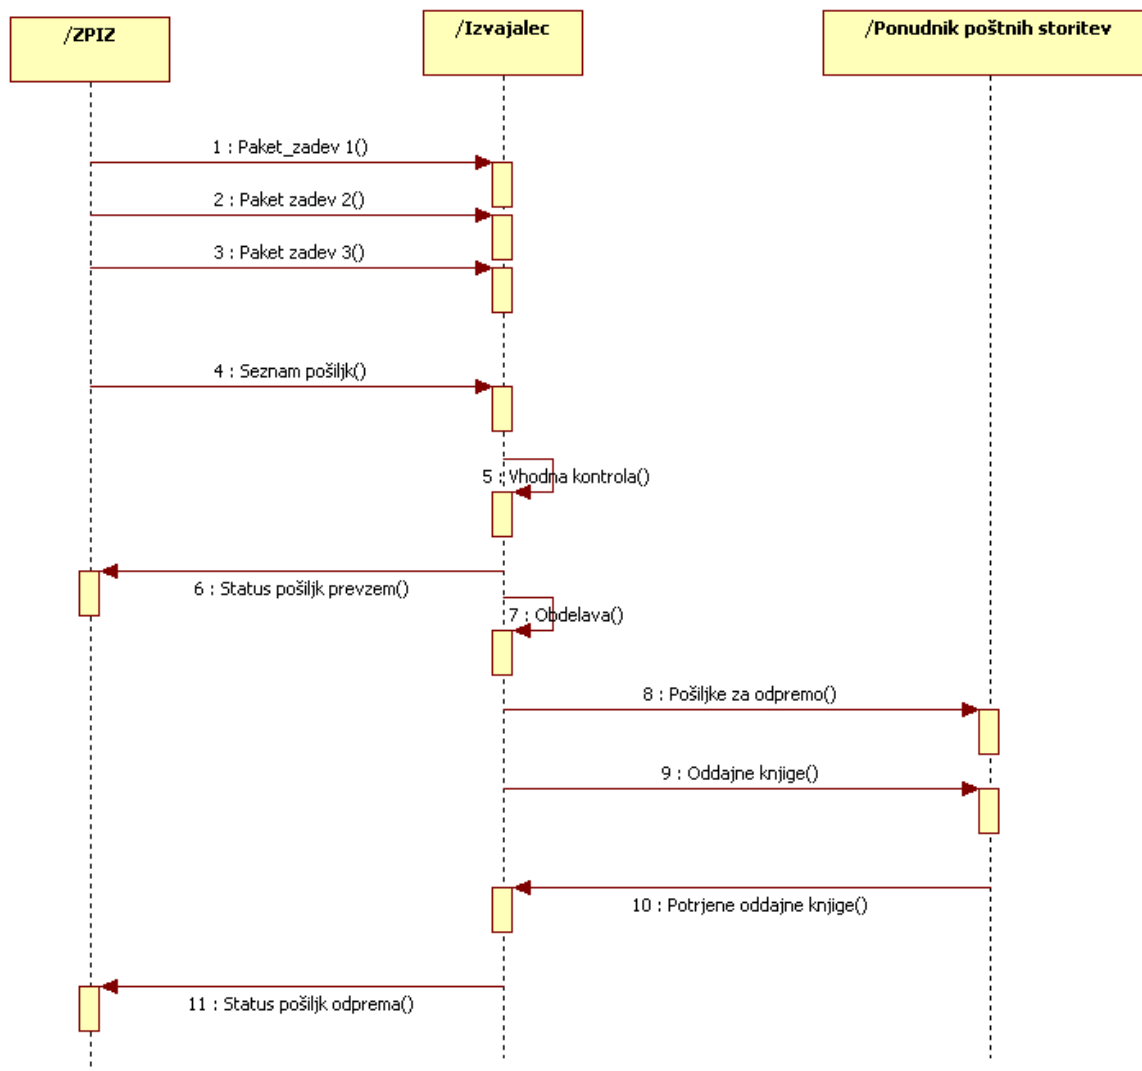 /ZPIZ
/Izvajalec
/Ponudnik poštnih storitev
1 : Paket_zadev 1()
2 : Paket zadev 2()
3 : Paket zadev 3()
4 : Seznam pošiljk()
5 : Vhodna kontrola()
6 : Status pošiljk prevzem()
7 : Obdelava()
8 : Pošiljke za odpremo()
9 : Oddajne knjige()
10 : Potrjene oddajne knjige()
11 : Status pošiljk odprema()